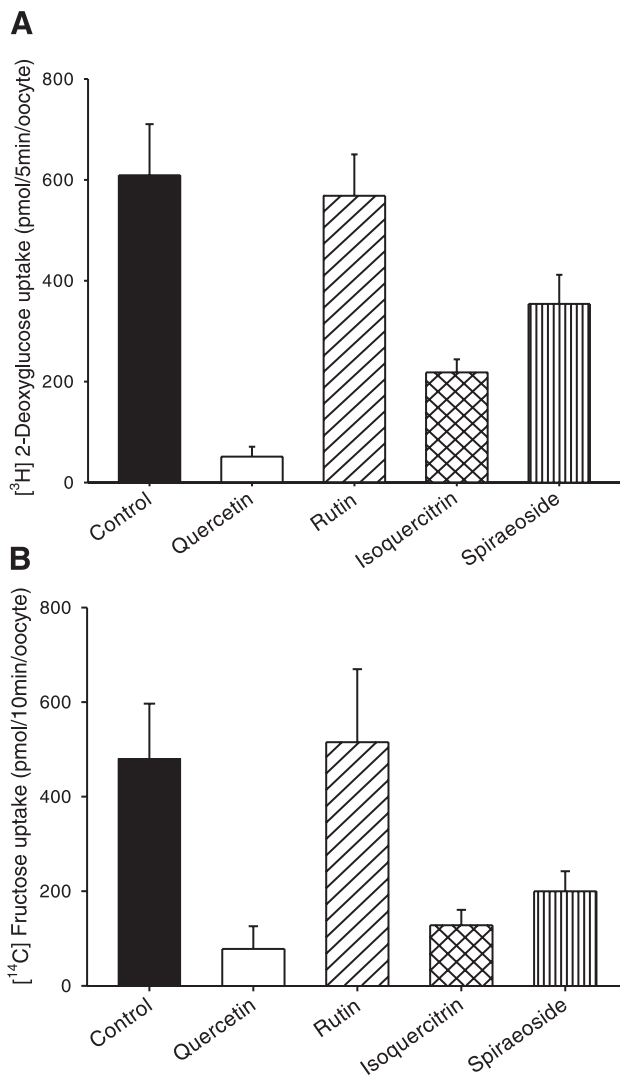 A
[³H] 2-Deoxyglucose uptake (pmol/5min/oocyte)
800
600
400
200
0
Control
Quercetin
Rutin
Isoquercitrin
Spiraeoside
B
[¹⁴C] Fructose uptake (pmol/10min/oocyte)
800
600
400
200
0
Control
Quercetin
Rutin
Isoquercitrin
Spiraeoside